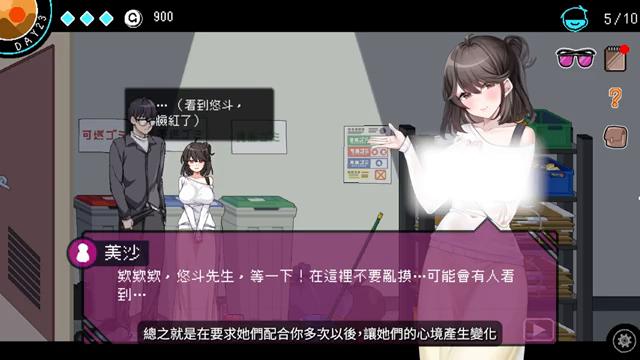 DAY23
900
5/10
…（看到悠斗，
臉紅了）
可燃ゴミ
美沙
欸欸欸，悠斗先生，等一下！在這裡不要亂摸…可能會有人看
到…
總之就是在要求她們配合你多次以後，讓她們的心境產生變化